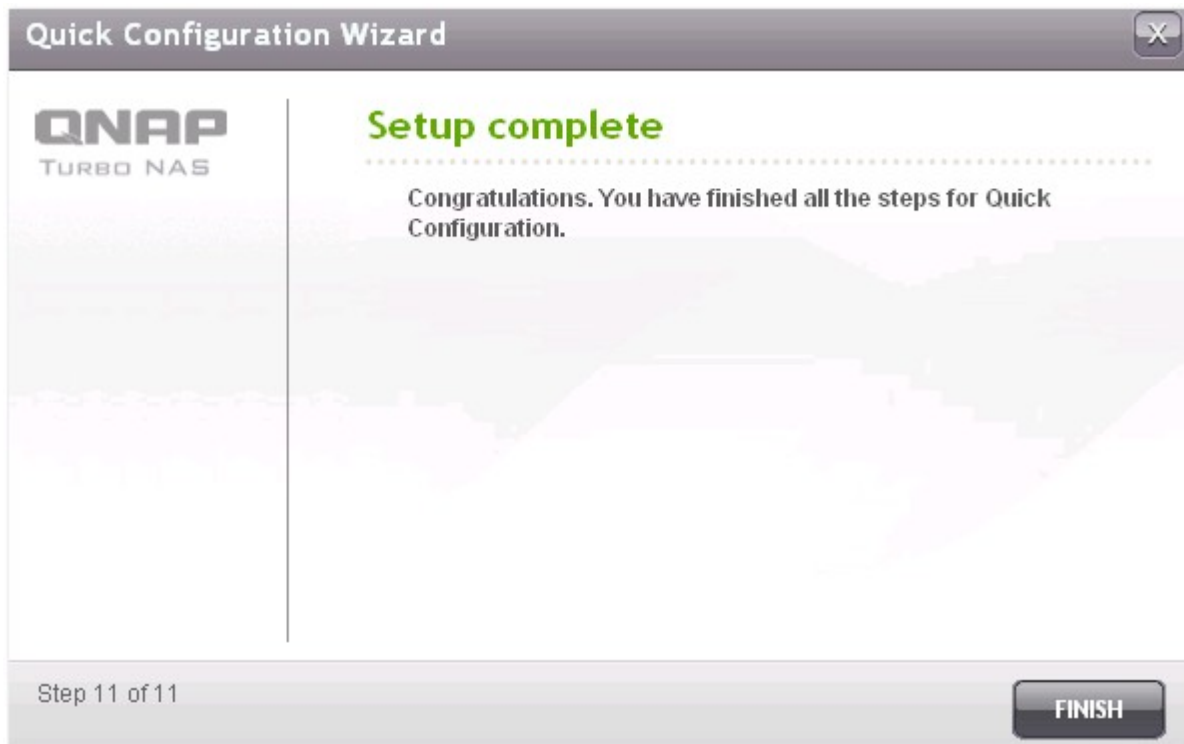 Quick Configuration Wizard
X
QNAP
TURBO NAS
Setup complete
Congratulations. You have finished all the steps for Quick
Configuration.
Step 11 of 11
FINISH